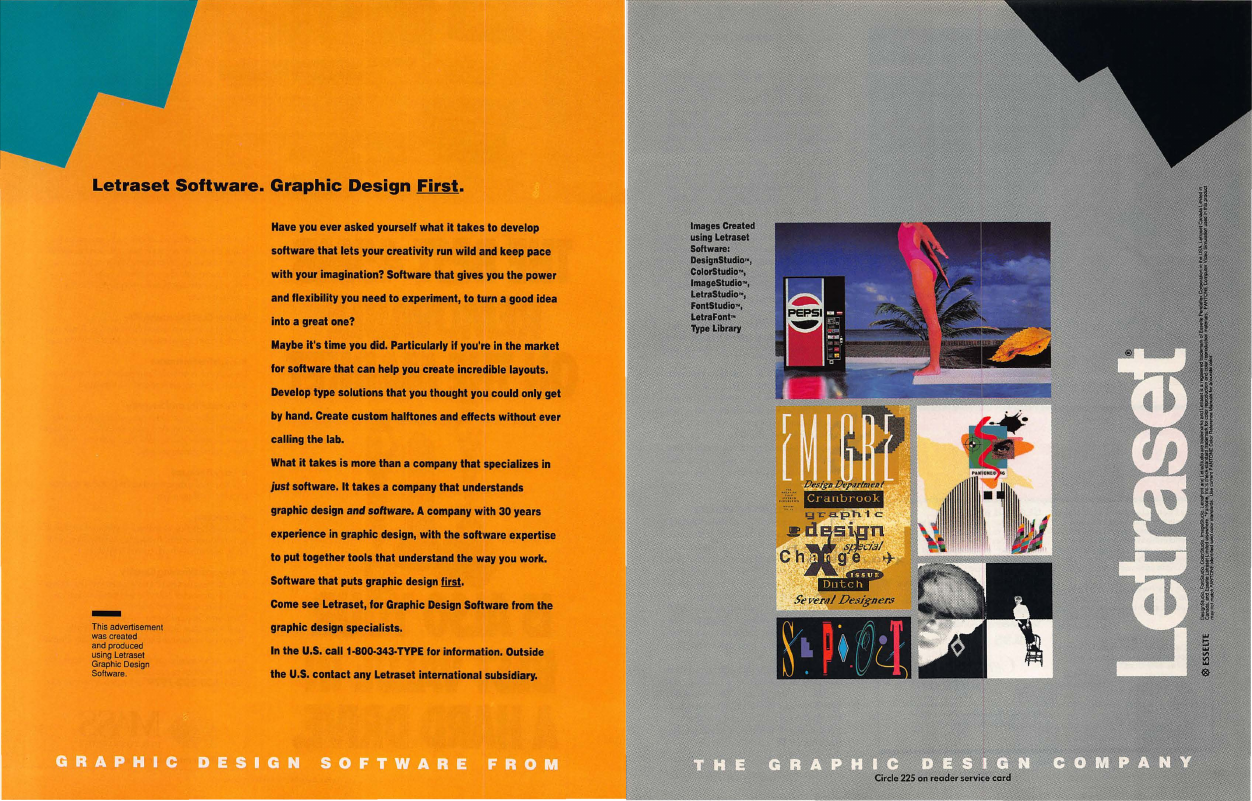 Letraset Software. Graphic Design First.
Have you ever asked yourself what it takes to develop
software that lets your creativity run wild and keep pace
with your imagination? Software that gives you the power
and flexibility you need to experiment, to turn a good idea
into a great one?
Maybe it's time you did. Particularly if you're in the market
for software that can help you create incredible layouts.
Develop type solutions that you thought you could only get
by hand. Create custom halftones and effects without ever
calling the lab.
What it takes is more than a company that specializes in
just software. It takes a company that understands
graphic design and software. A company with 30 years
experience in graphic design, with the software expertise
to put together tools that understand the way you work.
Software that puts graphic design first.
Come see Letraset, for Graphic Design Software from the
graphic design specialists.
In the U.S. call 1-800-343-TYPE for information. Outside
the U.S. contact any Letraset international subsidiary.
This advertisement
was created
and produced
using Letraset
Graphic Design
Software.
GRAPHIC DESIGN SOFTWARE FROM
Images Created
using Letraset
Software:
DesignStudio™,
ColorStudio™,
ImageStudio™,
LetraStudio™,
FontStudio™,
LetraFont™
Type Library
PEPSI
EMIGRE
Design Department
Cranbrook
graphic
design
special
Change
ISSUE
Dutch
Several Designers
PANTONE®
Letraset®
ESSELTE
THE GRAPHIC DESIGN COMPANY
Circle 225 on reader service card